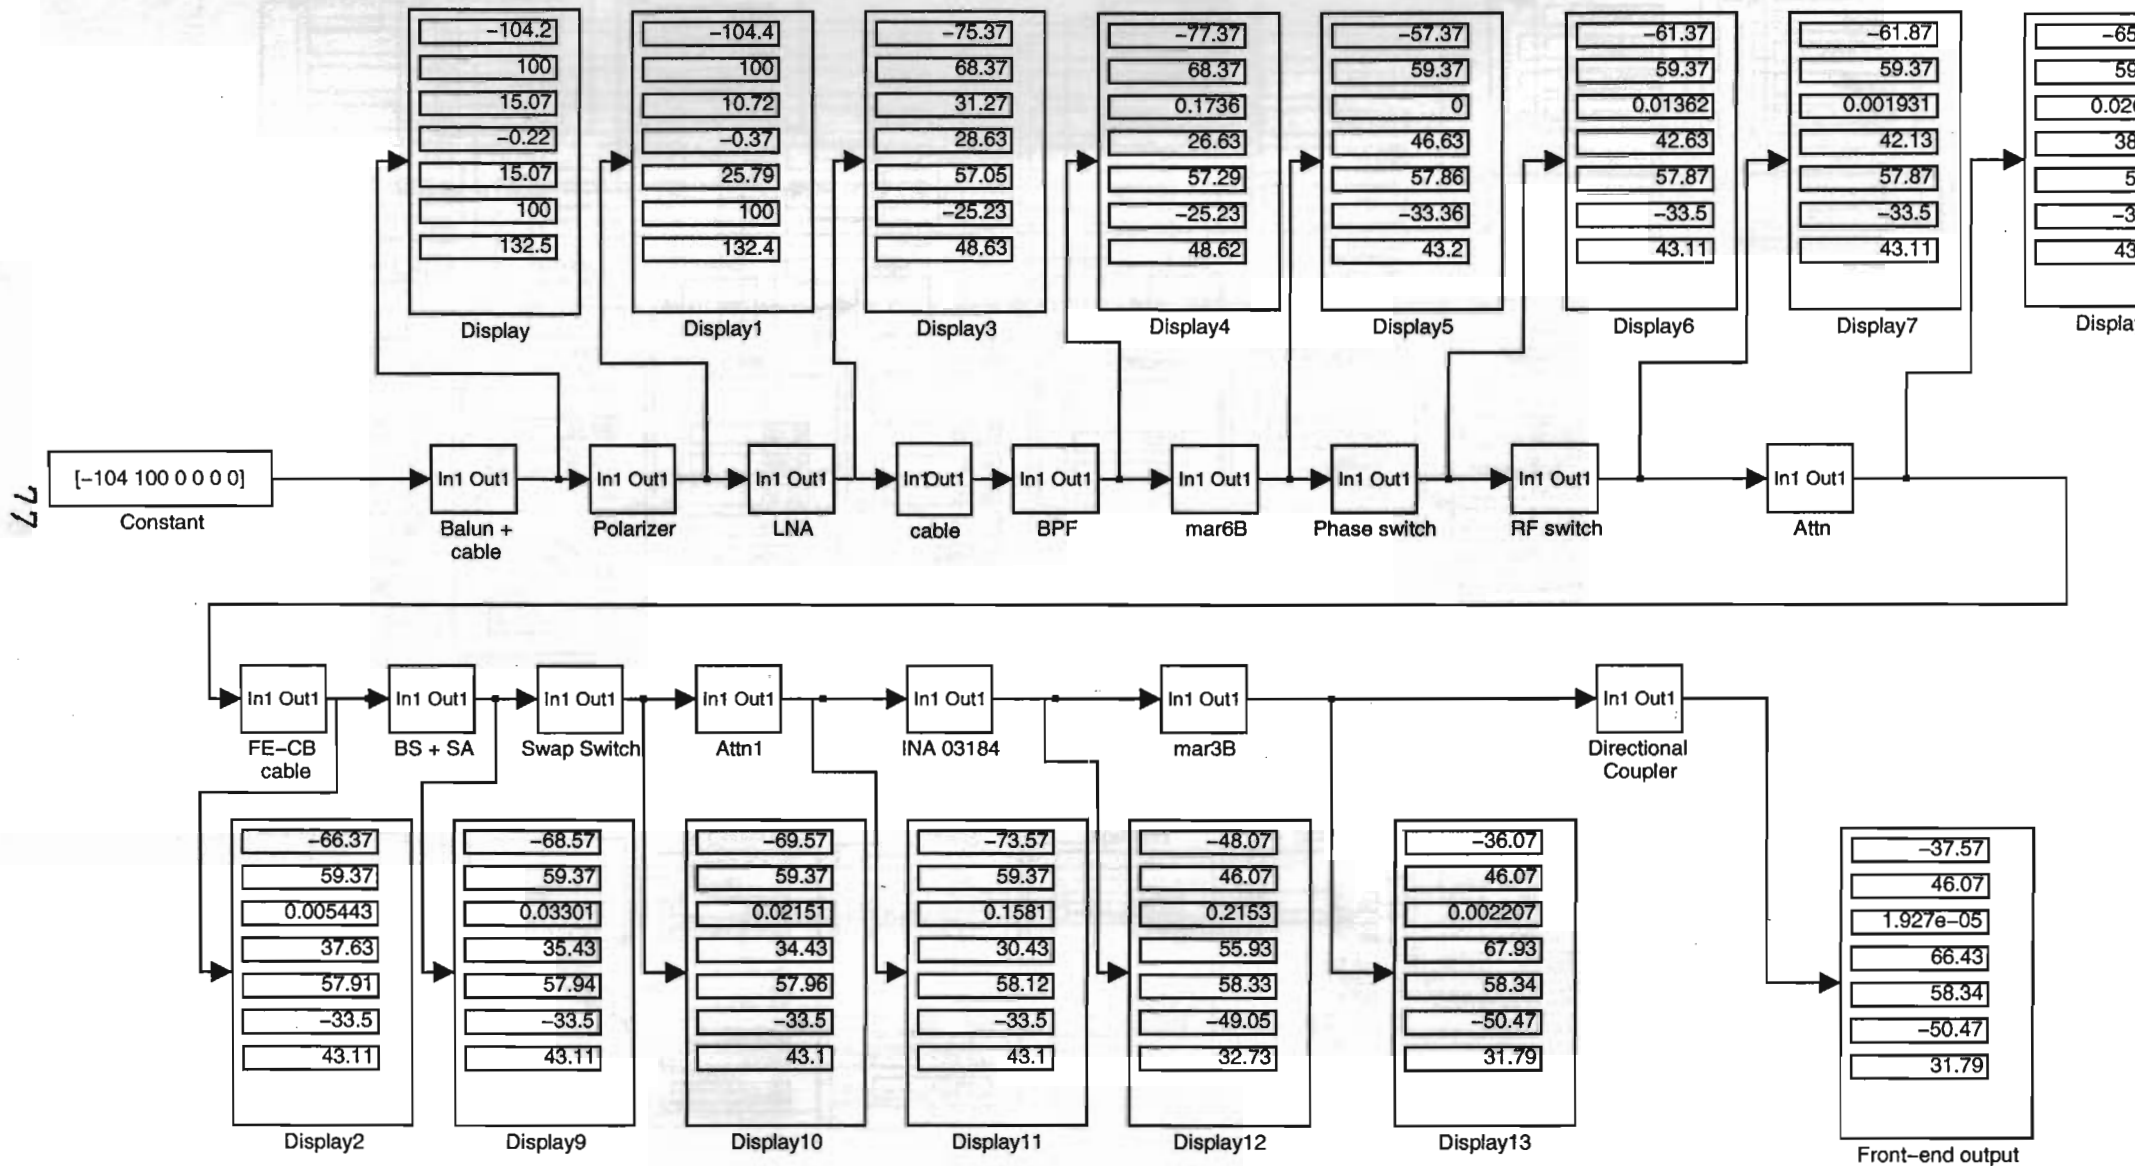 -104.2
100
15.07
-0.22
15.07
100
132.5
Display
-104.4
100
10.72
-0.37
25.79
100
132.4
Display1
-75.37
68.37
31.27
28.63
57.05
-25.23
48.63
Display3
-77.37
68.37
0.1736
26.63
57.29
-25.23
48.62
Display4
-57.37
59.37
0
46.63
57.86
-33.36
43.2
Display5
-61.37
59.37
0.01362
42.63
57.87
-33.5
43.11
Display6
-61.87
59.37
0.001931
42.13
57.87
-33.5
43.11
Display7
-65
59
0.02
38
5
-3
43
Display
77
[-104 100 0 0 0 0 0]
Constant
In1 Out1
Balun +
cable
In1 Out1
Polarizer
In1 Out1
LNA
In1Out1
cable
In1 Out1
BPF
In1 Out1
mar6B
In1 Out1
Phase switch
In1 Out1
RF switch
In1 Out1
Attn
In1 Out1
FE-CB
cable
In1 Out1
BS + SA
In1 Out1
Swap Switch
In1 Out1
Attn1
In1 Out1
INA 03184
In1 Out1
mar3B
In1 Out1
Directional
Coupler
-66.37
59.37
0.005443
37.63
57.91
-33.5
43.11
Display2
-68.57
59.37
0.03301
35.43
57.94
-33.5
43.11
Display9
-69.57
59.37
0.02151
34.43
57.96
-33.5
43.1
Display10
-73.57
59.37
0.1581
30.43
58.12
-33.5
43.1
Display11
-48.07
46.07
0.2153
55.93
58.33
-49.05
32.73
Display12
-36.07
46.07
0.002207
67.93
58.34
-50.47
31.79
Display13
-37.57
46.07
1.927e-05
66.43
58.34
-50.47
31.79
Front-end output